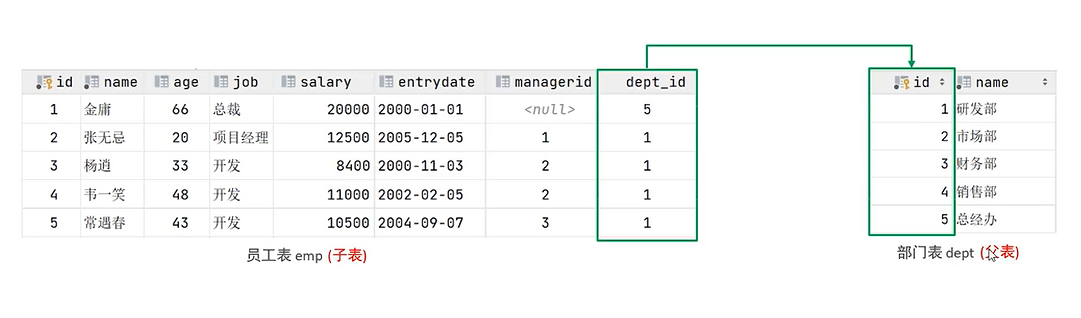 id name age job salary entrydate managerid dept_id
1 金庸 66 总裁 20000 2000-01-01 <null> 5
2 张无忌 20 项目经理 12500 2005-12-05 1 1
3 杨逍 33 开发 8400 2000-11-03 2 1
4 韦一笑 48 开发 11000 2002-02-05 2 1
5 常遇春 43 开发 10500 2004-09-07 3 1
员工表 emp (子表)
id name
1 研发部
2 市场部
3 财务部
4 销售部
5 总经办
部门表 dept (父表)